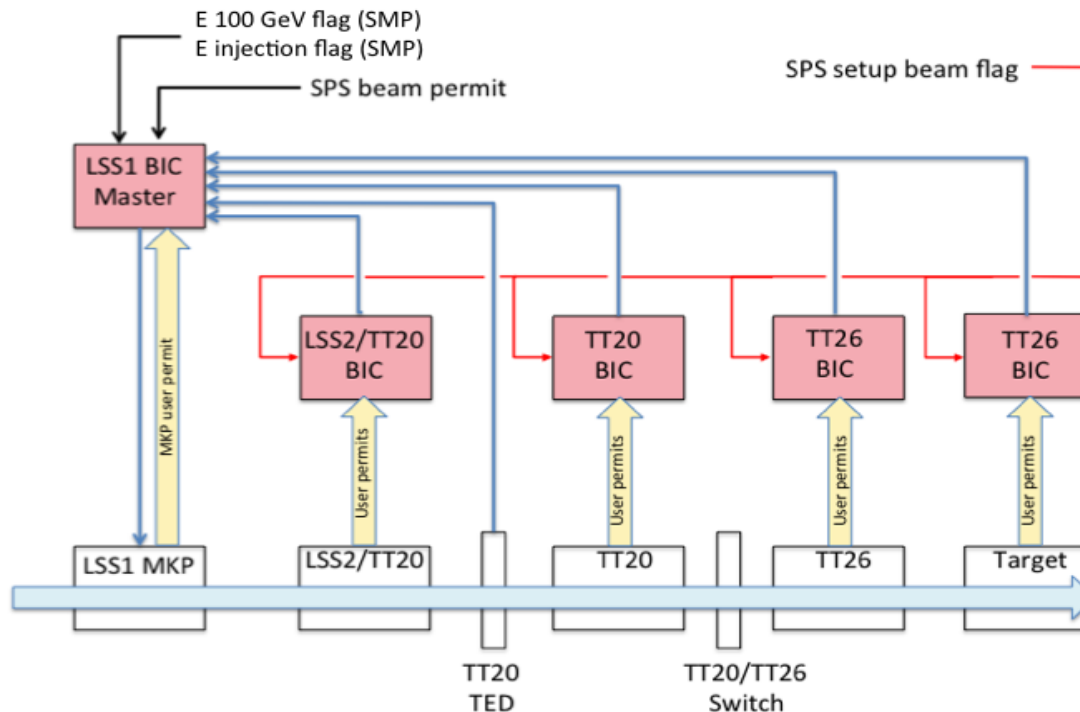 E 100 GeV flag (SMP)
E injection flag (SMP)
SPS setup beam flag
SPS beam permit
LSS1 BIC
Master
LSS2/TT20
BIC
TT20
BIC
TT26
BIC
TT26
BIC
MKP user permit
User permits
User permits
User permits
User permits
LSS1 MKP
LSS2/TT20
TT20
TT26
Target
TT20
TED
TT20/TT26
Switch